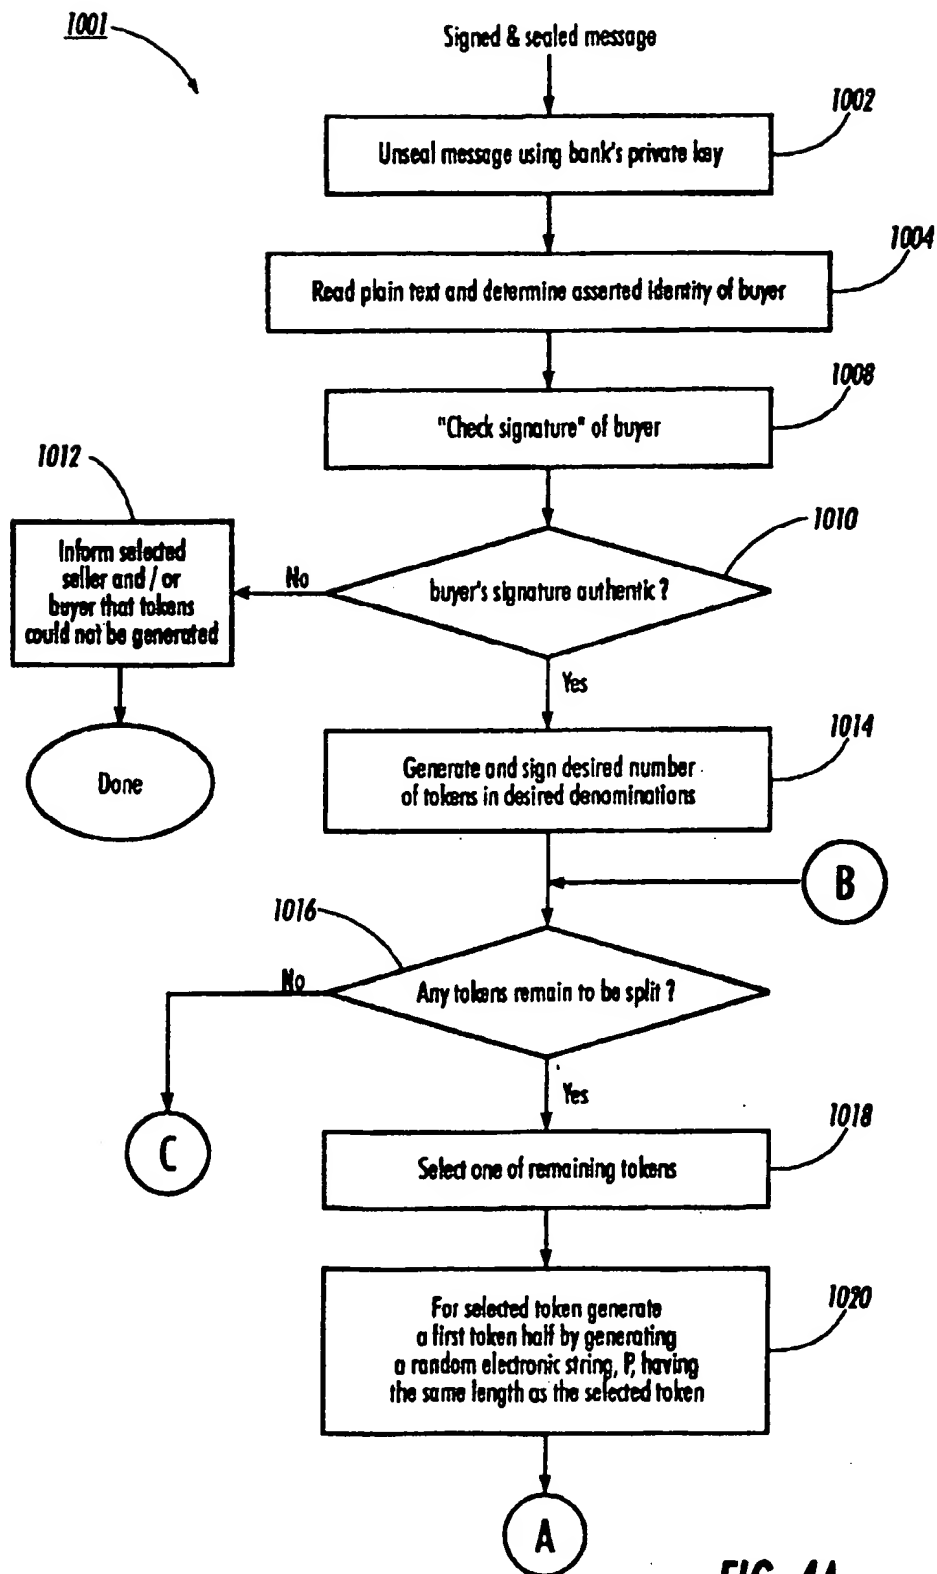 1001
Signed & sealed message
1002
Unseal message using bank's private key
1004
Read plain text and determine asserted identity of buyer
1008
"Check signature" of buyer
1012
1010
Inform selected
seller and / or
buyer that tokens
could not be generated
No
buyer's signature authentic ?
Yes
Done
1014
Generate and sign desired number
of tokens in desired denominations
B
1016
No
Any tokens remain to be split ?
Yes
C
1018
Select one of remaining tokens
1020
For selected token generate
a first token half by generating
a random electronic string, P, having
the same length as the selected token
A
FIG. 4A